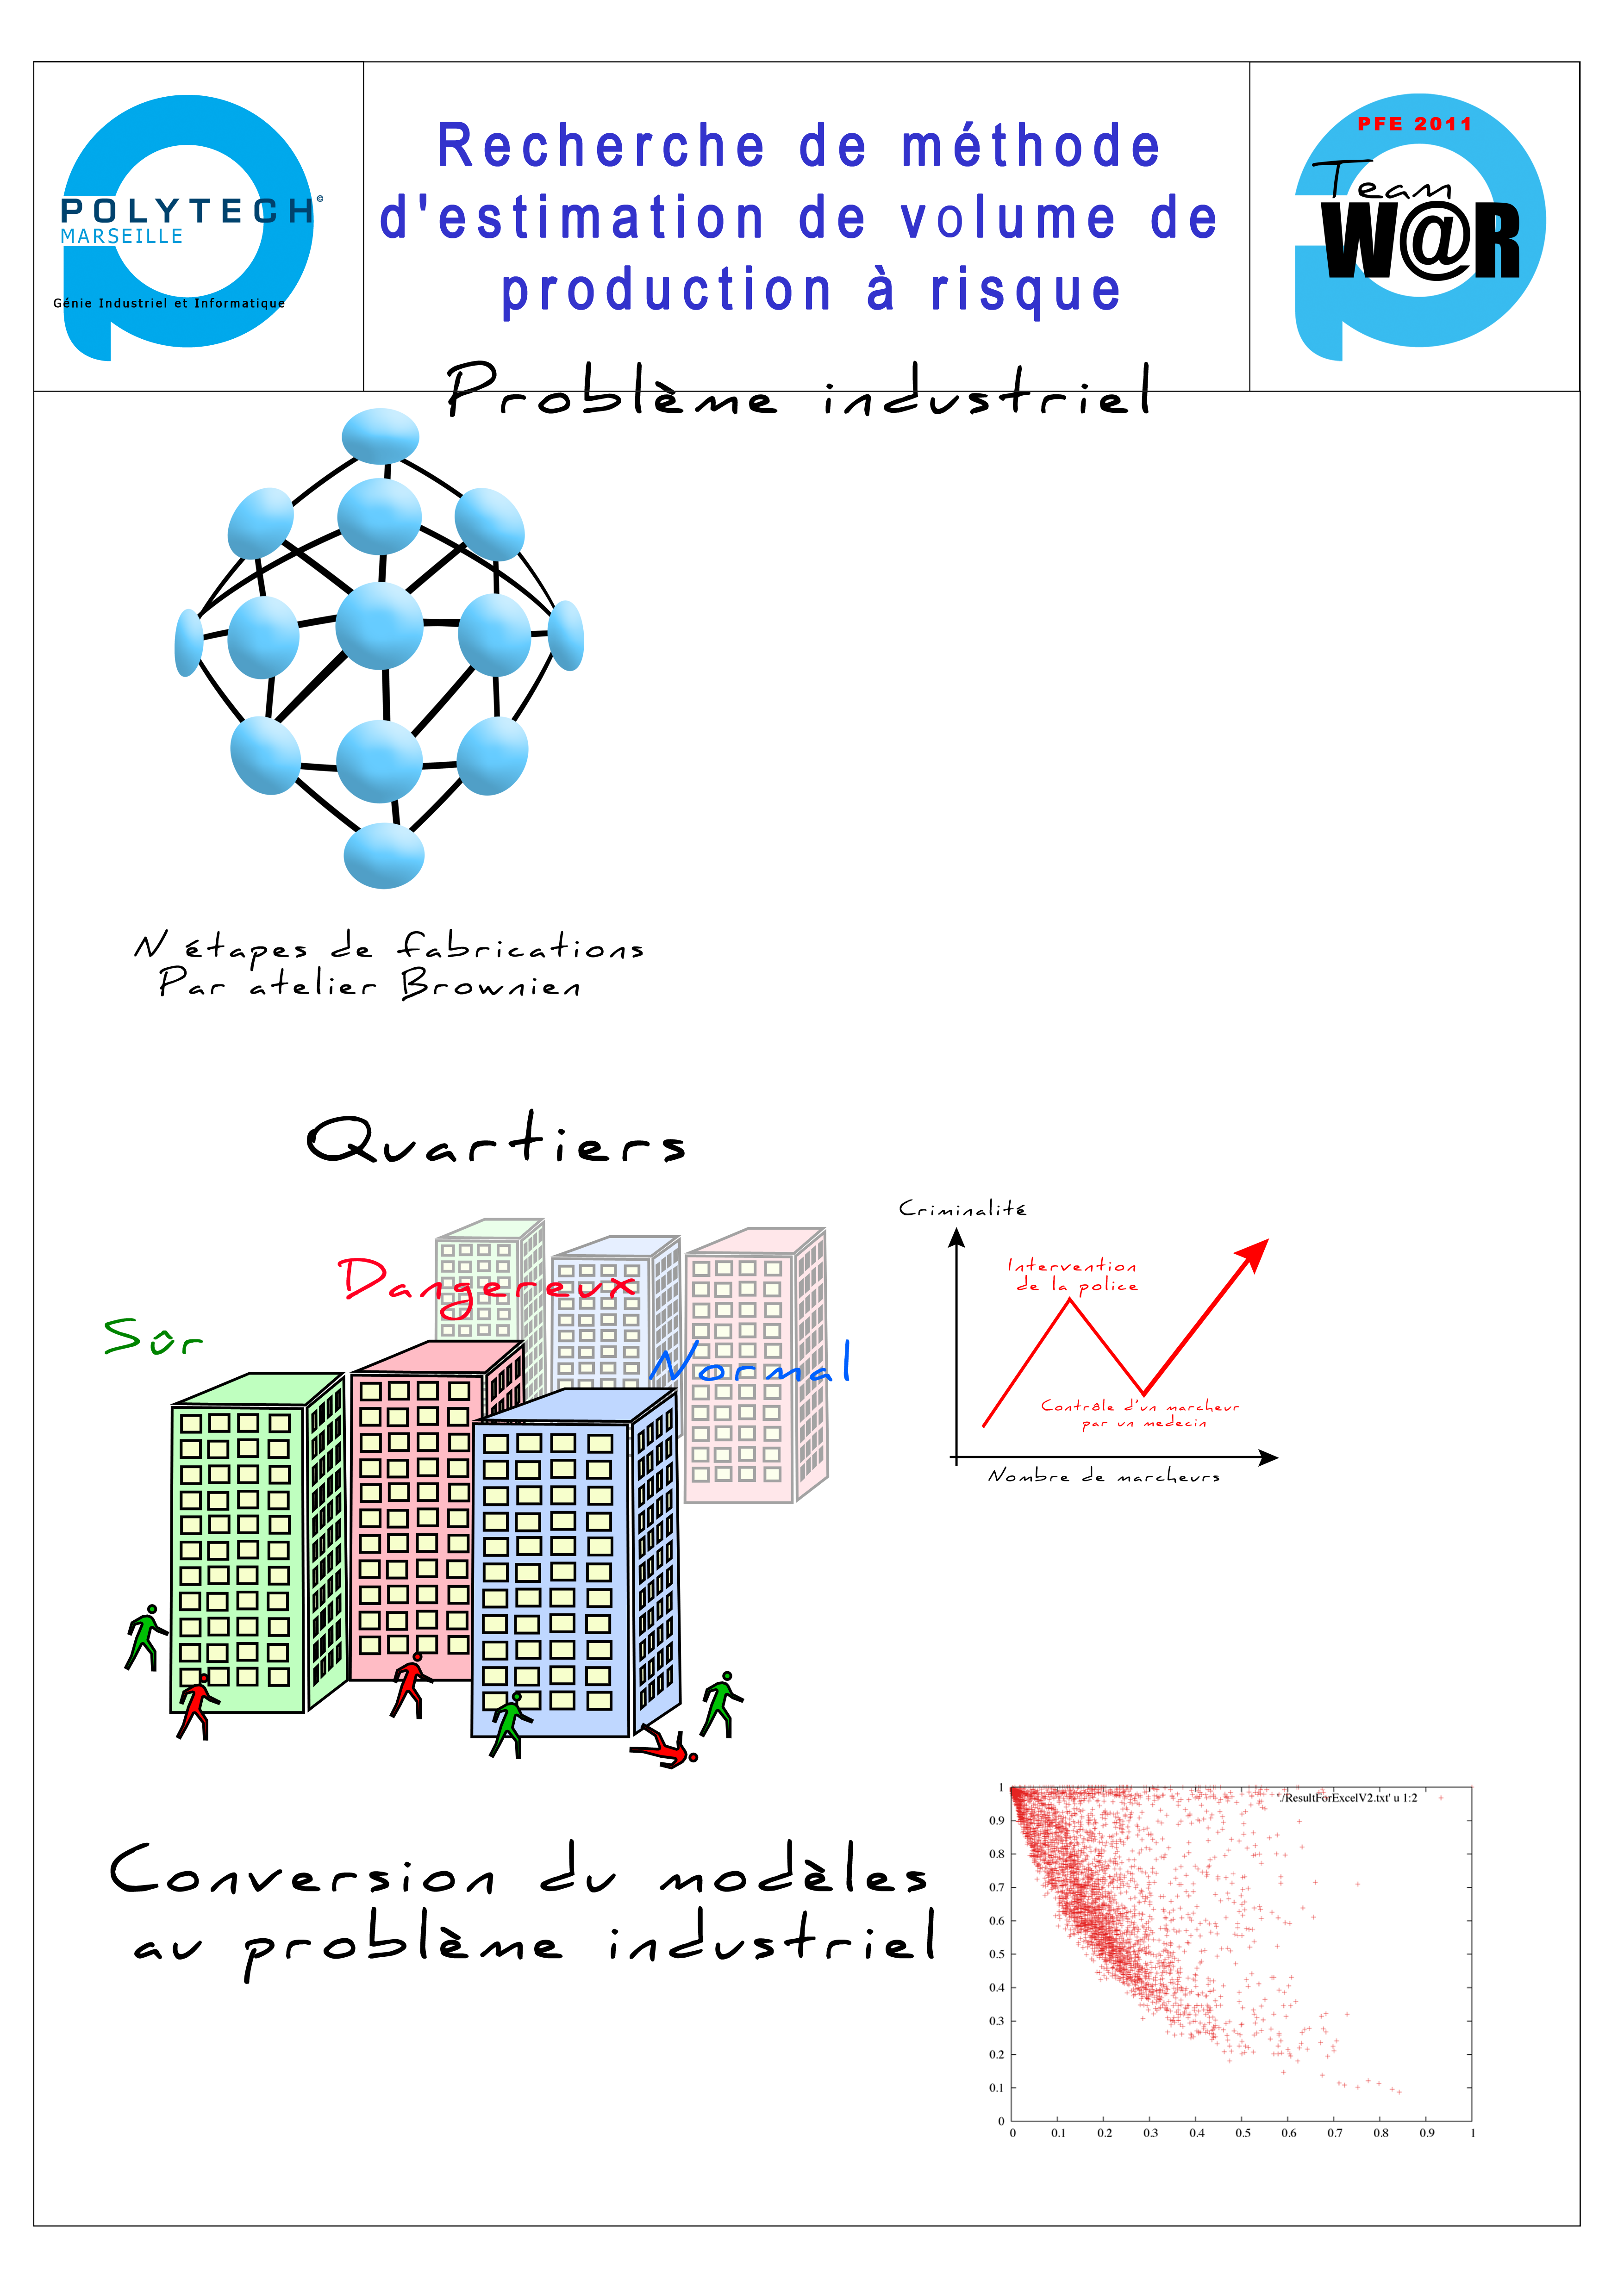 POLYTECH©
MARSEILLE
Génie Industriel et Informatique
Recherche de méthode
d'estimation de volume de
production à risque
PFE 2011
Team
W@R
Problème industriel
N étapes de fabrications
Par atelier Brownien
Quartiers
Dangereux
Sûr
Normal
Criminalité
Intervention
de la police
Contrôle d'un marcheur
par un medecin
Nombre de marcheurs
Conversion du modèles
au problème industriel
'./ResultForExcelV2.txt' u 1:2
1
0.9
0.8
0.7
0.6
0.5
0.4
0.3
0.2
0.1
0
0 0.1 0.2 0.3 0.4 0.5 0.6 0.7 0.8 0.9 1